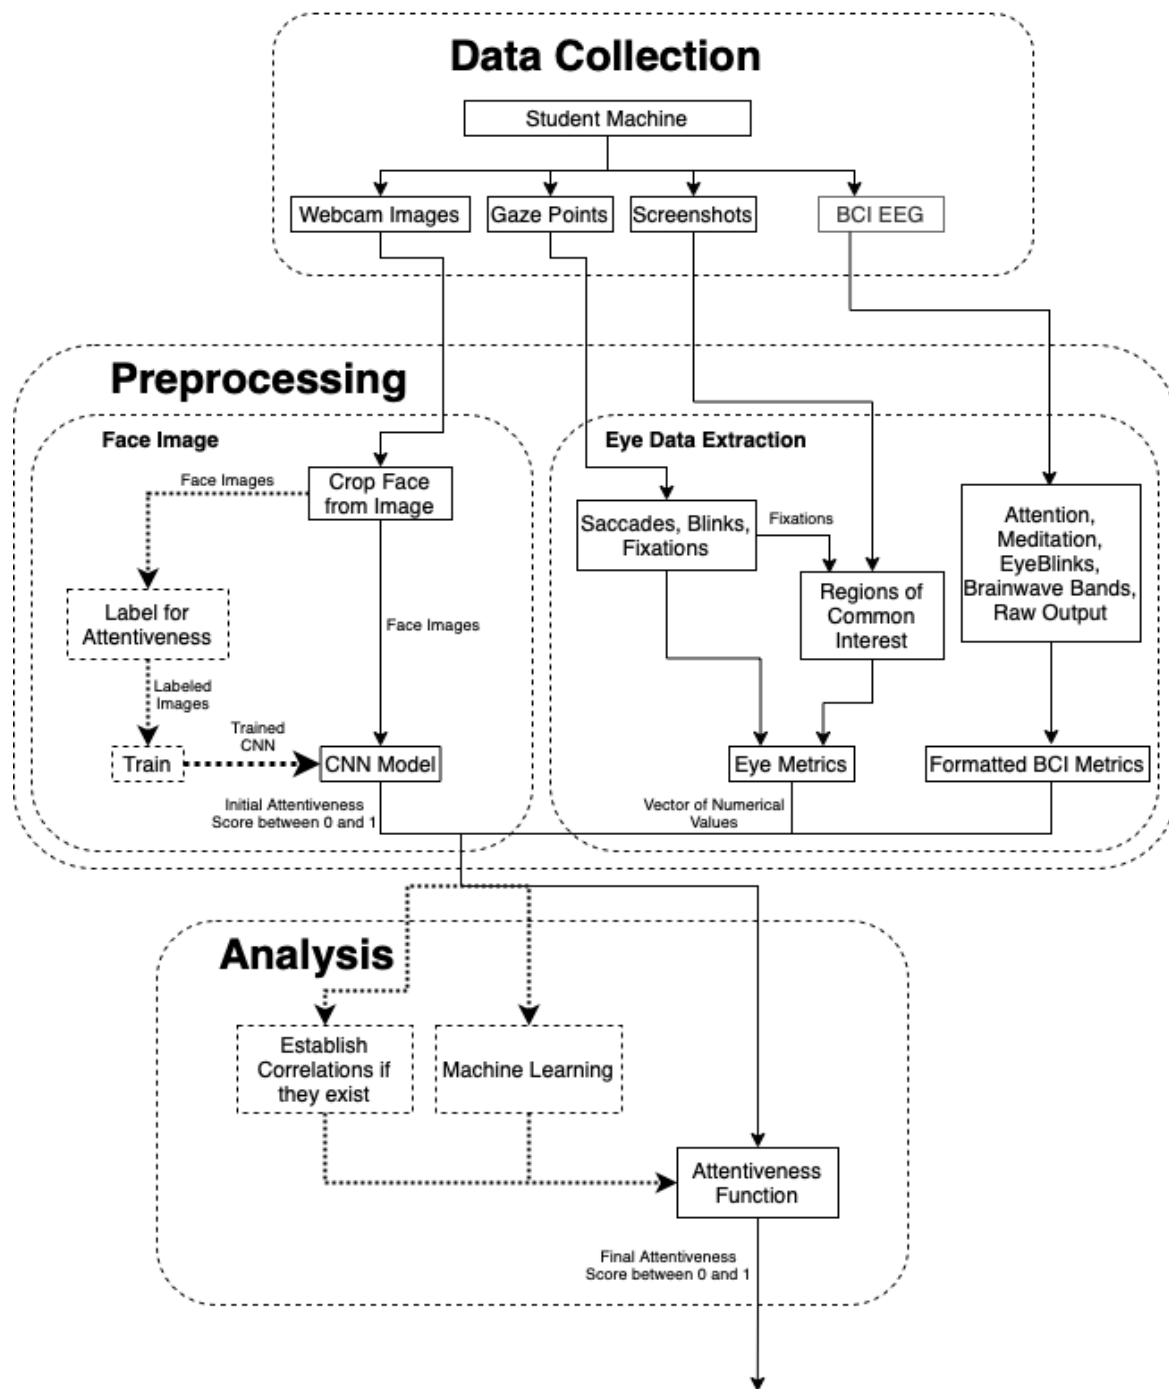 Data Collection
Student Machine
Webcam Images
Gaze Points
Screenshots
BCI EEG
Preprocessing
Face Image
Face Images
Crop Face
from Image
Label for
Attentiveness
Face Images
Labeled
Images
Trained
CNN
Train
CNN Model
Initial Attentiveness
Score between 0 and 1
Eye Data Extraction
Saccades, Blinks,
Fixations
Fixations
Regions of
Common
Interest
Attention,
Meditation,
EyeBlinks,
Brainwave Bands,
Raw Output
Eye Metrics
Formatted BCI Metrics
Vector of Numerical
Values
Analysis
Establish
Correlations if
they exist
Machine Learning
Attentiveness
Function
Final Attentiveness
Score between 0 and 1